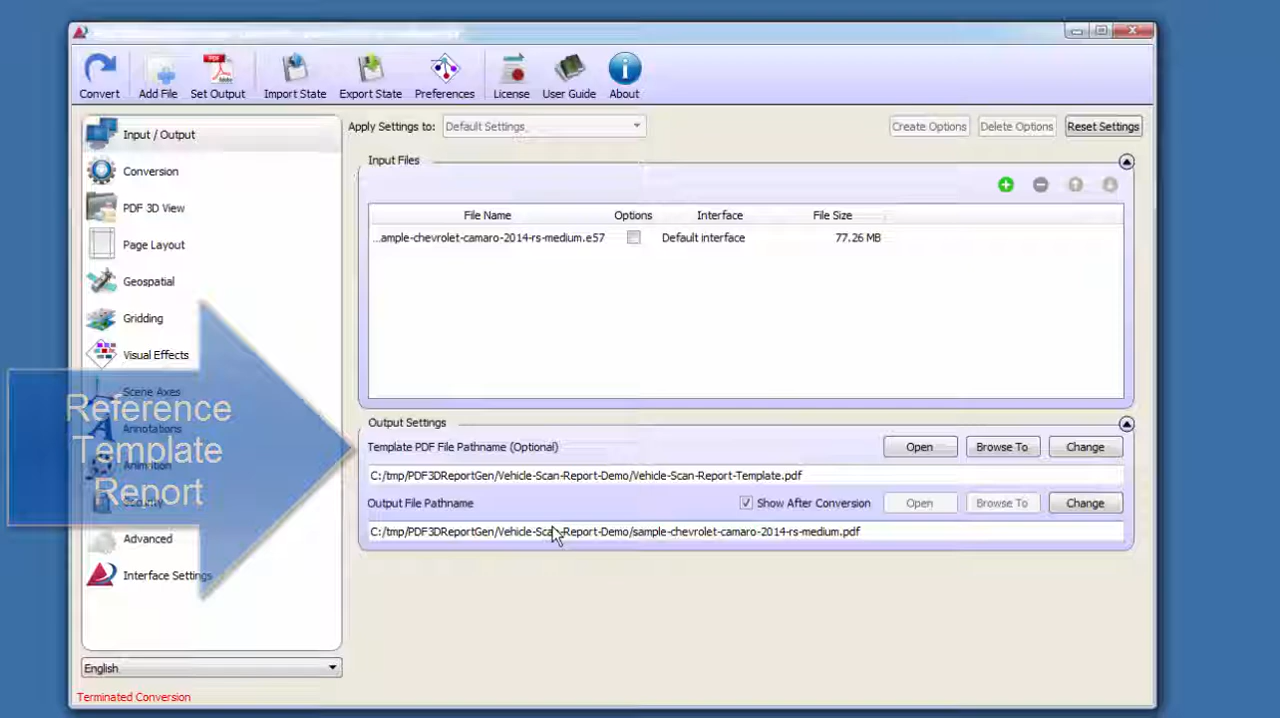 Convert
Add File
Set Output
Import State
Export State
Preferences
License
User Guide
About
Input / Output
Conversion
PDF 3D View
Page Layout
Geospatial
Gridding
Visual Effects
Scene Axes
Annotations
Animation
Security
Advanced
Interface Settings
Reference
Template
Report
English
Terminated Conversion
Apply Settings to: Default Settings
Create Options
Delete Options
Reset Settings
Input Files
File Name Options Interface File Size
...ample-chevrolet-camaro-2014-rs-medium.e57 Default interface 77.26 MB
Output Settings
Template PDF File Pathname (Optional) Open Browse To Change
C:/tmp/PDF3DReportGen/Vehicle-Scan-Report-Demo/Vehicle-Scan-Report-Template.pdf
Output File Pathname Show After Conversion Open Browse To Change
C:/tmp/PDF3DReportGen/Vehicle-Scan-Report-Demo/sample-chevrolet-camaro-2014-rs-medium.pdf